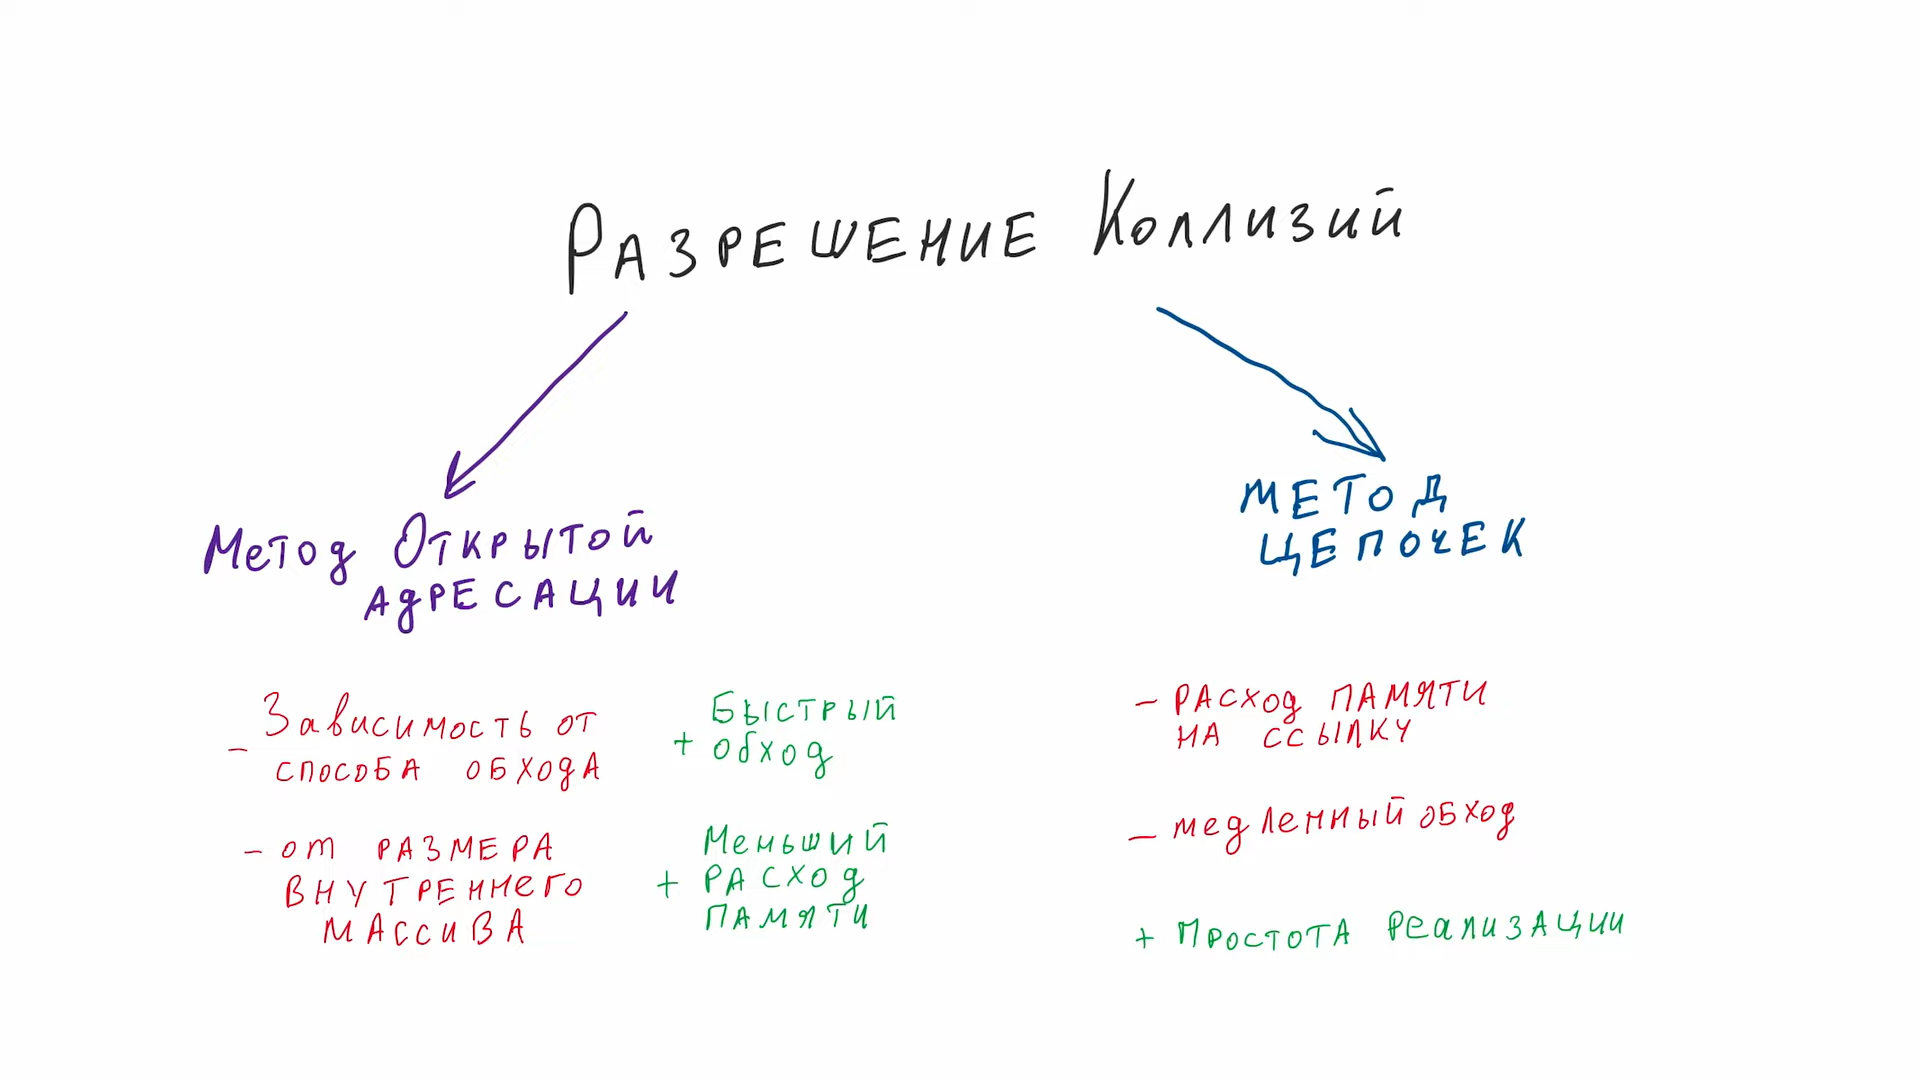 Разрешение Коллизий
Метод Открытой
адресации
метод
цепочек
Зависимость от
- способа обхода
- от размера
внутреннего
массива
Быстрый
+ обход
Меньший
+ расход
памяти
- расход памяти
на ссылку
- медленный обход
+ Простота реализации